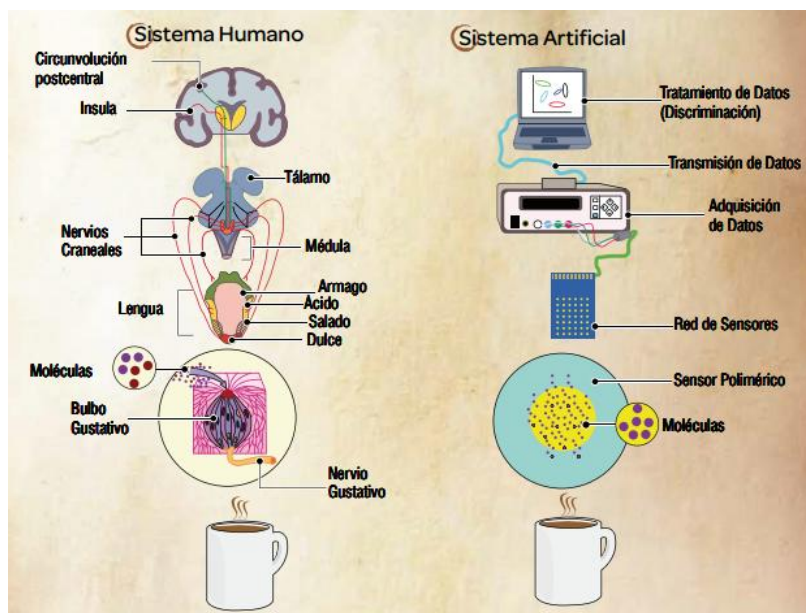 Sistema Humano
Circunvolución
postcentral
Insula
Tálamo
Nervios
Craneales
Médula
Lengua
Armago
Ácido
Salado
Dulce
Moléculas
Bulbo
Gustativo
Nervio
Gustativo
Sistema Artificial
Tratamiento de Datos
(Discriminación)
Transmisión de Datos
Adquisición
de Datos
Red de Sensores
Sensor Polimérico
Moléculas